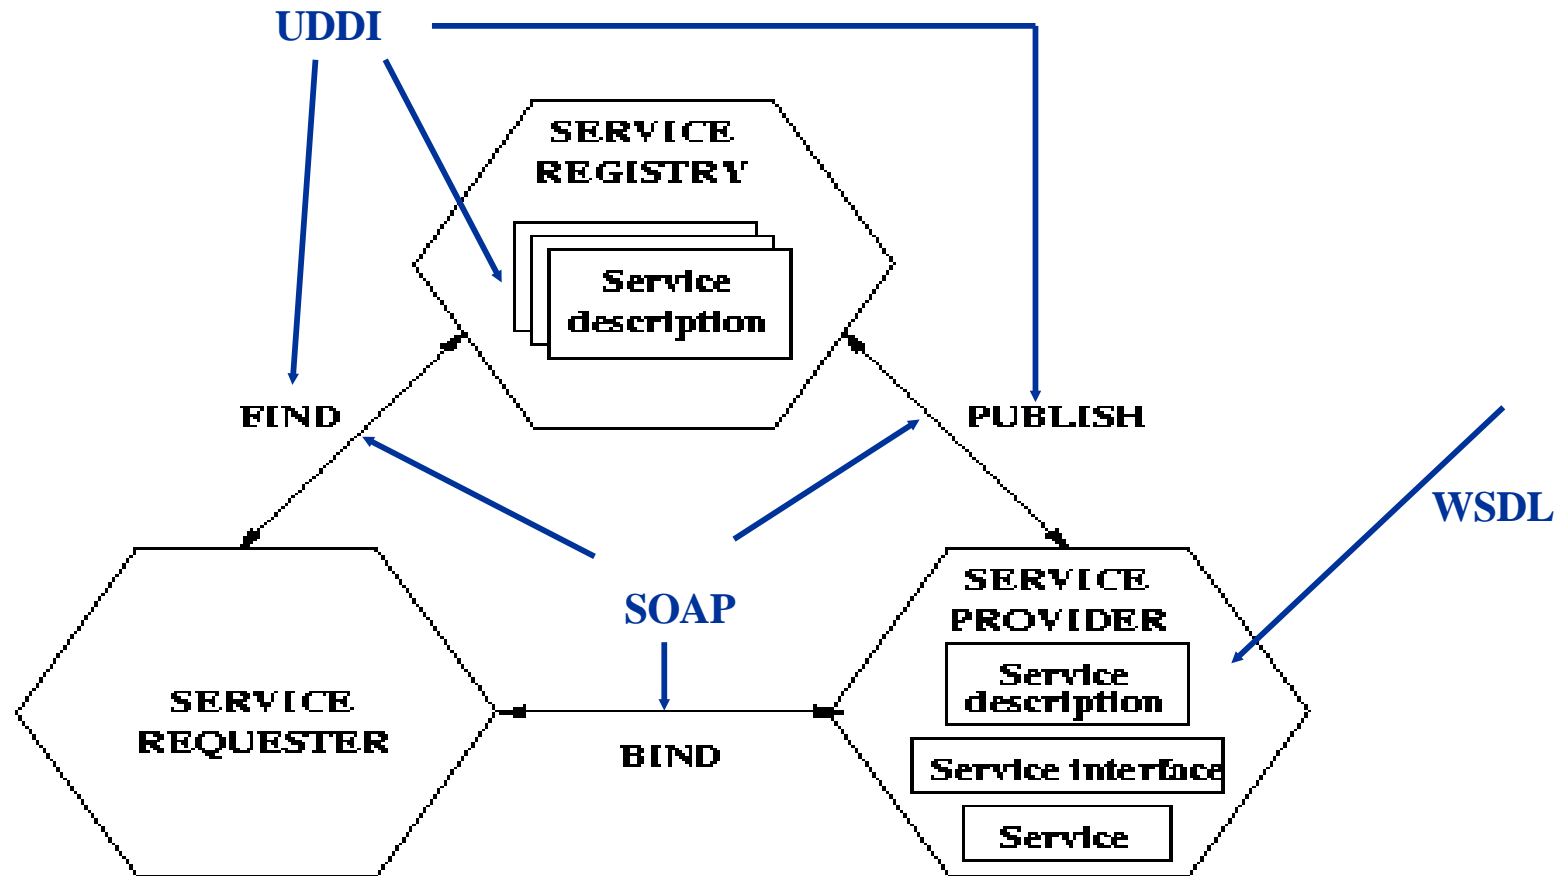 UDDI
SERVICE
REGISTRY
Service
description
FIND
PUBLISH
WSDL
SOAP
SERVICE
PROVIDER
Service
description
SERVICE
REQUESTER
BIND
Service interface
Service